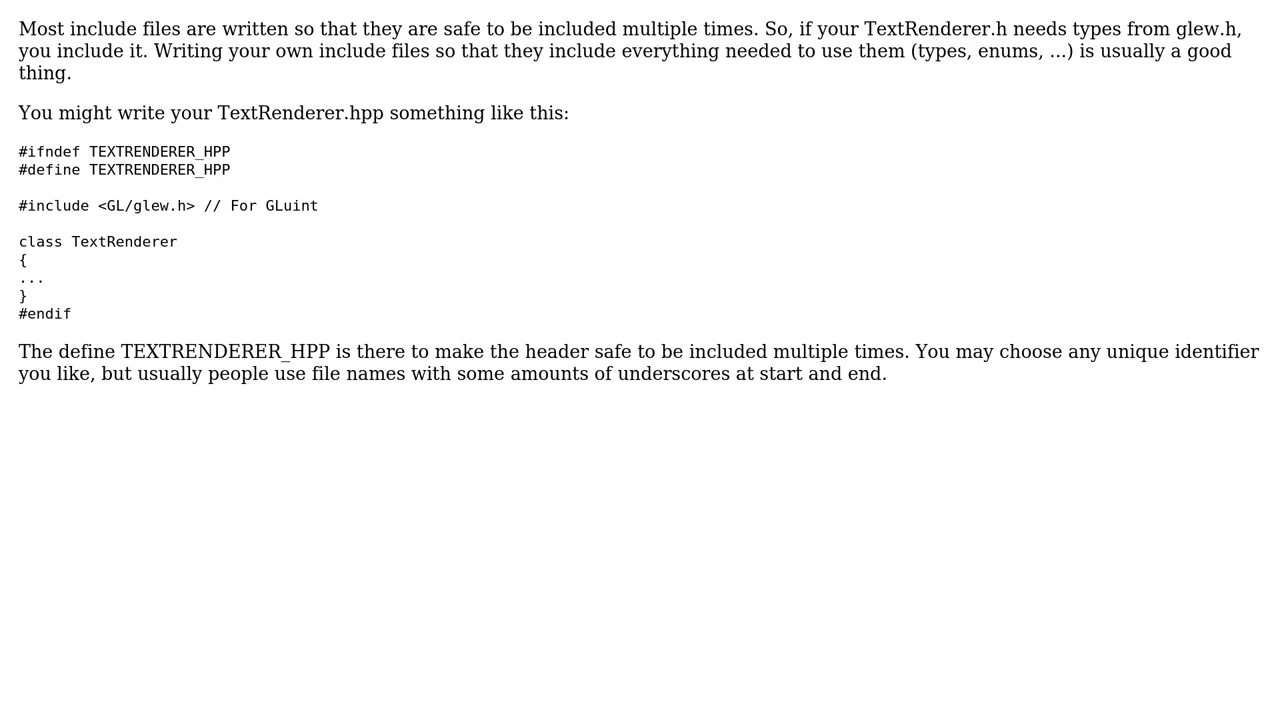 Most include files are written so that they are safe to be included multiple times. So, if your TextRenderer.h needs types from glew.h,
you include it. Writing your own include files so that they include everything needed to use them (types, enums, ...) is usually a good
thing.
You might write your TextRenderer.hpp something like this:
#ifndef TEXTRENDERER_HPP
#define TEXTRENDERER_HPP
#include <GL/glew.h> // For GLuint
class TextRenderer
{
...
}
#endif
The define TEXTRENDERER_HPP is there to make the header safe to be included multiple times. You may choose any unique identifier
you like, but usually people use file names with some amounts of underscores at start and end.